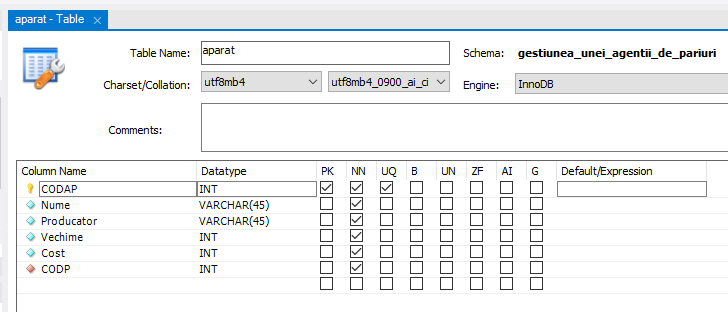 aparat - Table
Table Name: aparat Schema: gestiunea_unei_agentii_de_pariuri
Charset/Collation: utf8mb4 utf8mb4_0900_ai_ci Engine: InnoDB
Comments:
Column Name Datatype PK NN UQ B UN ZF AI G Default/Expression
CODAP INT
Nume VARCHAR(45)
Producator VARCHAR(45)
Vechime INT
Cost INT
CODP INT